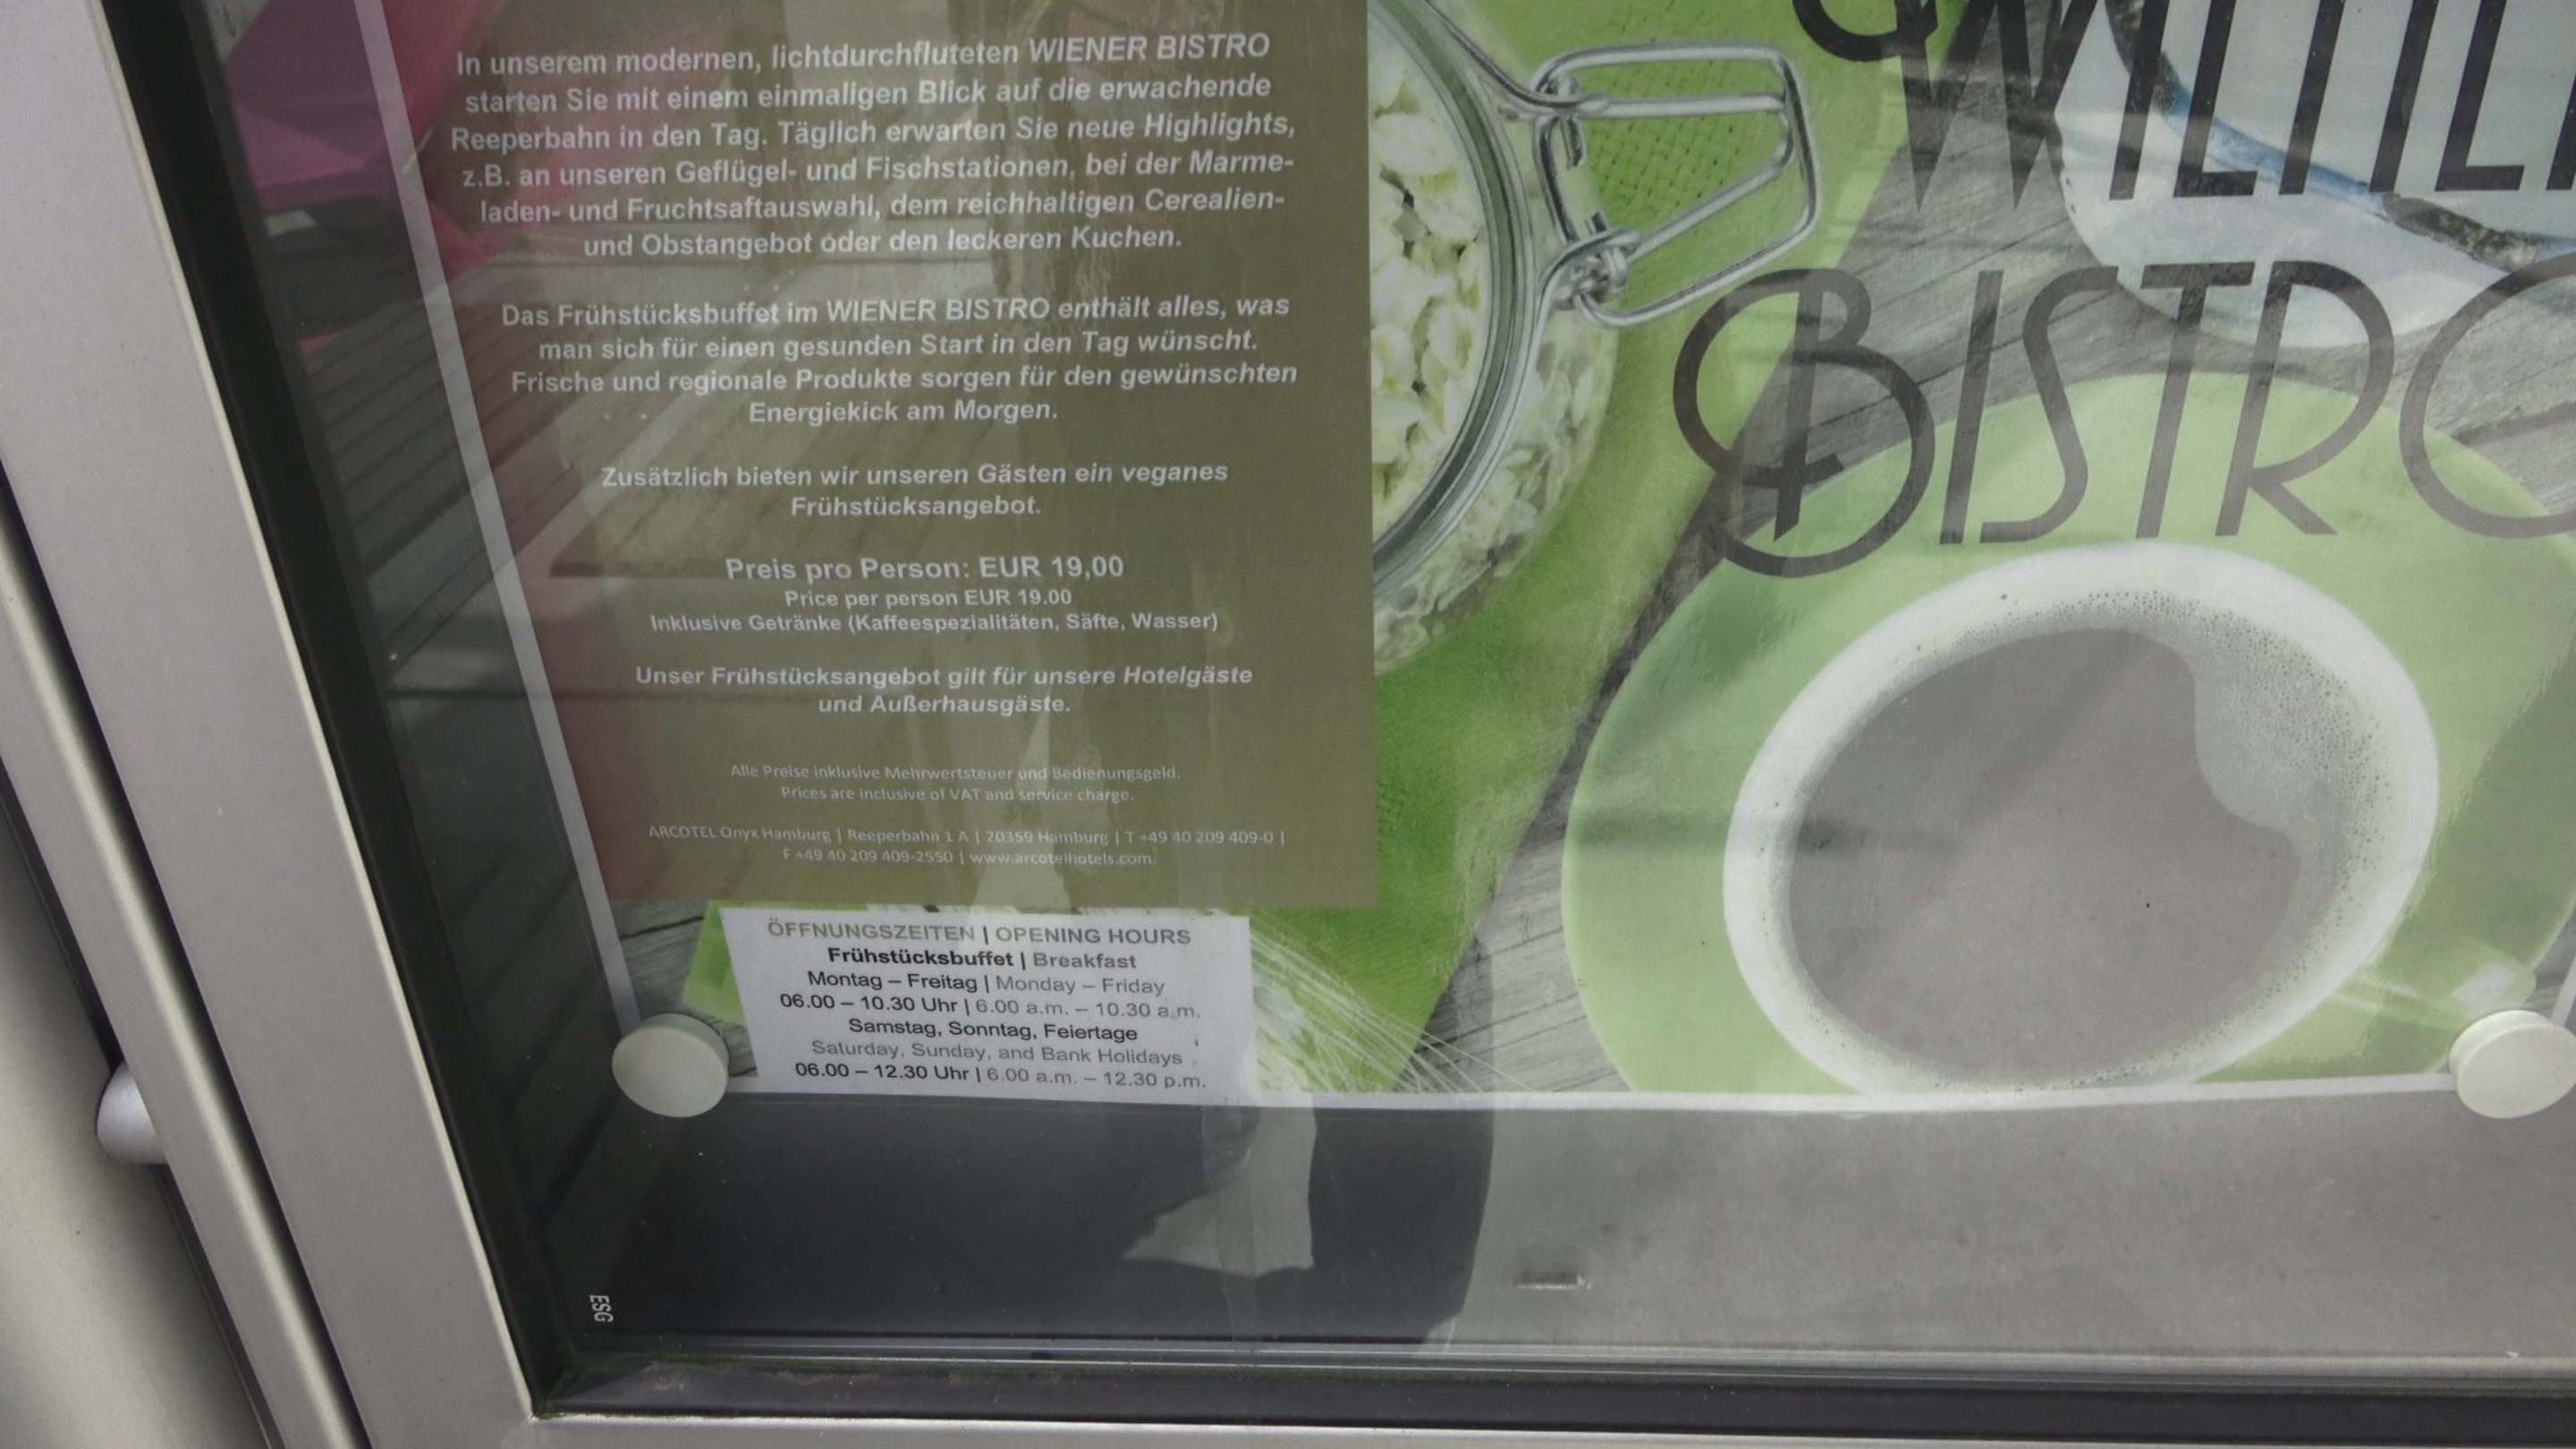 In unserem modernen, lichtdurchfluteten WIENER BISTRO
starten Sie mit einem einmaligen Blick auf die erwachende
Reeperbahn in den Tag. Täglich erwarten Sie neue Highlights,
z.B. an unseren Geflügel- und Fischstationen, bei der Marme-
laden- und Fruchtsaftauswahl, dem reichhaltigen Cerealien-
und Obstangebot oder den leckeren Kuchen.
Das Frühstücksbuffet im WIENER BISTRO enthält alles, was
man sich für einen gesunden Start in den Tag wünscht.
Frische und regionale Produkte sorgen für den gewünschten
Energiekick am Morgen.
Zusätzlich bieten wir unseren Gästen ein veganes
Frühstücksangebot.
Preis pro Person: EUR 19,00
Price per person EUR 19.00
Inklusive Getränke (Kaffeespezialitäten, Säfte, Wasser)
Unser Frühstücksangebot gilt für unsere Hotelgäste
und Außerhausgäste.
Alle Preise inklusive Mehrwertsteuer und Bedienungsgeld.
Prices are inclusive of VAT and service charge.
ARCOTEL Onyx Hamburg | Reeperbahn 1 A | 20359 Hamburg | T +49 40 209 409-0 |
F +49 40 209 409-2550 | www.arcotelhotels.com
ÖFFNUNGSZEITEN | OPENING HOURS
Frühstücksbuffet | Breakfast
Montag – Freitag | Monday – Friday
06.00 – 10.30 Uhr | 6.00 a.m. – 10.30 a.m.
Samstag, Sonntag, Feiertage
Saturday, Sunday, and Bank Holidays
06.00 – 12.30 Uhr | 6.00 a.m. – 12.30 p.m.
BISTRO
ESG